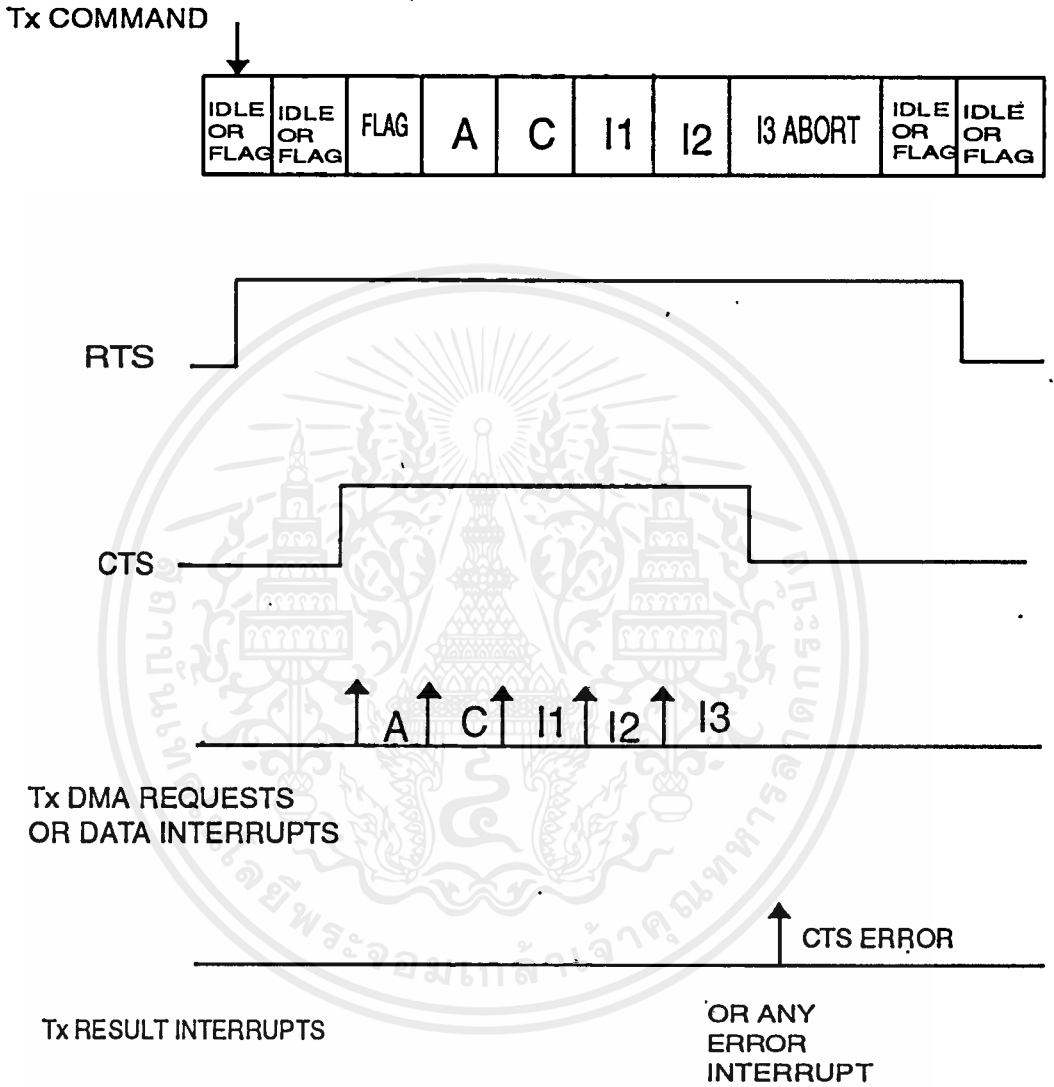 Tx COMMAND
IDLE OR FLAG
IDLE OR FLAG
FLAG
A
C
I1
I2
I3 ABORT
IDLE OR FLAG
IDLE OR FLAG
RTS
CTS
A
C
I1
I2
I3
Tx DMA REQUESTS
OR DATA INTERRUPTS
CTS ERROR
Tx RESULT INTERRUPTS
OR ANY
ERROR
INTERRUPT